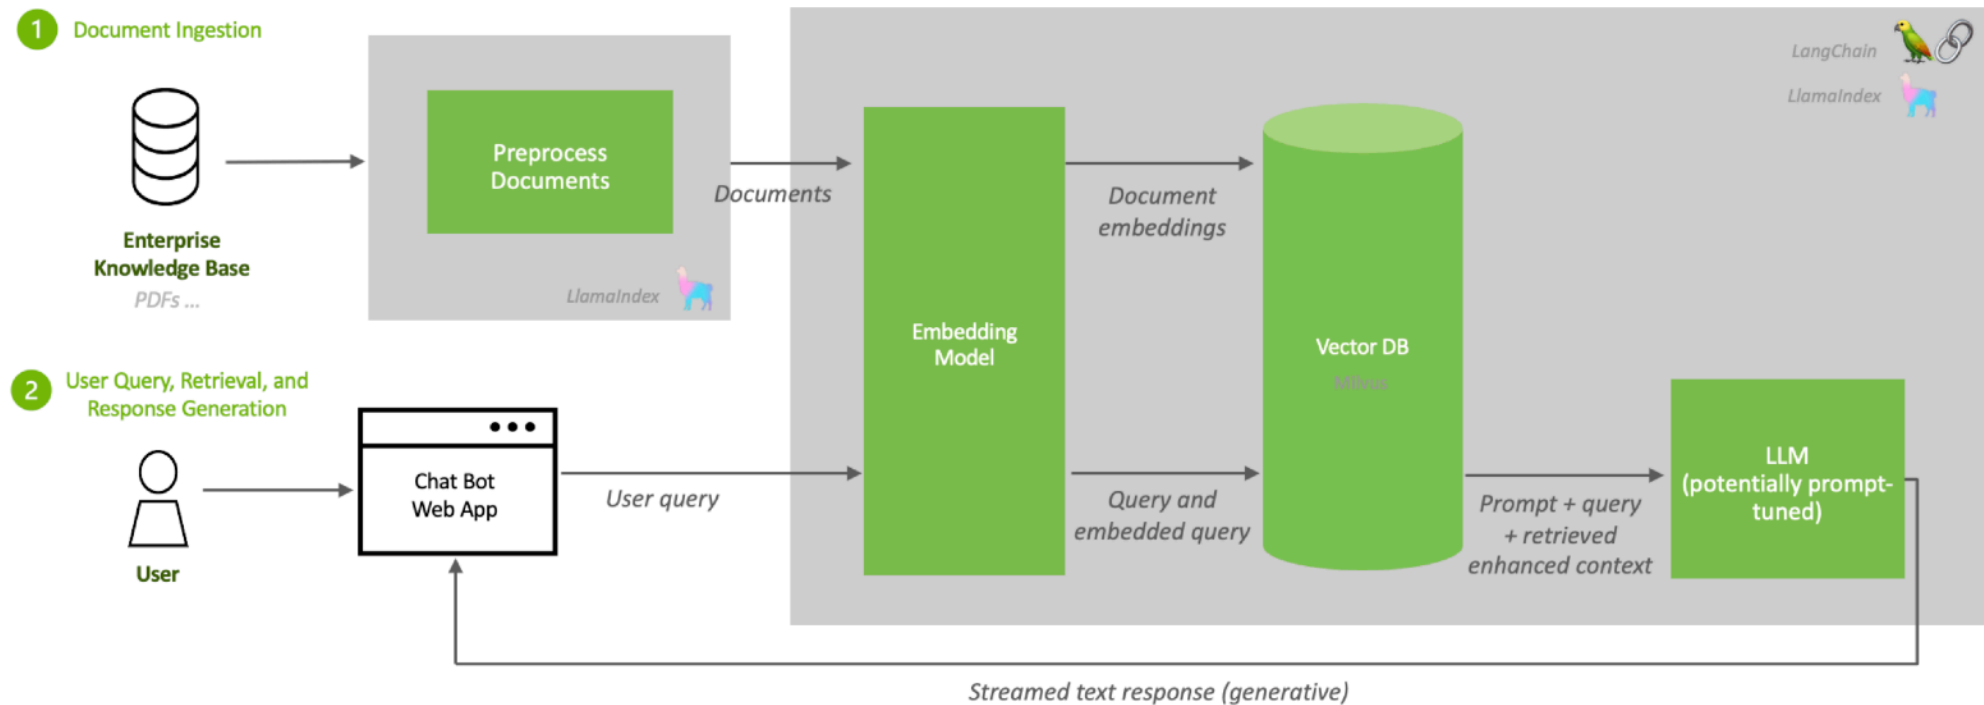 1 Document Ingestion
Enterprise
Knowledge Base
PDFs ...
Preprocess
Documents
LlamaIndex
Documents
LangChain
LlamaIndex
Embedding
Model
Document
embeddings
Vector DB
Milvus
2 User Query, Retrieval, and
Response Generation
User
Chat Bot
Web App
User query
Query and
embedded query
Prompt + query
+ retrieved
enhanced context
LLM
(potentially prompt-
tuned)
Streamed text response (generative)